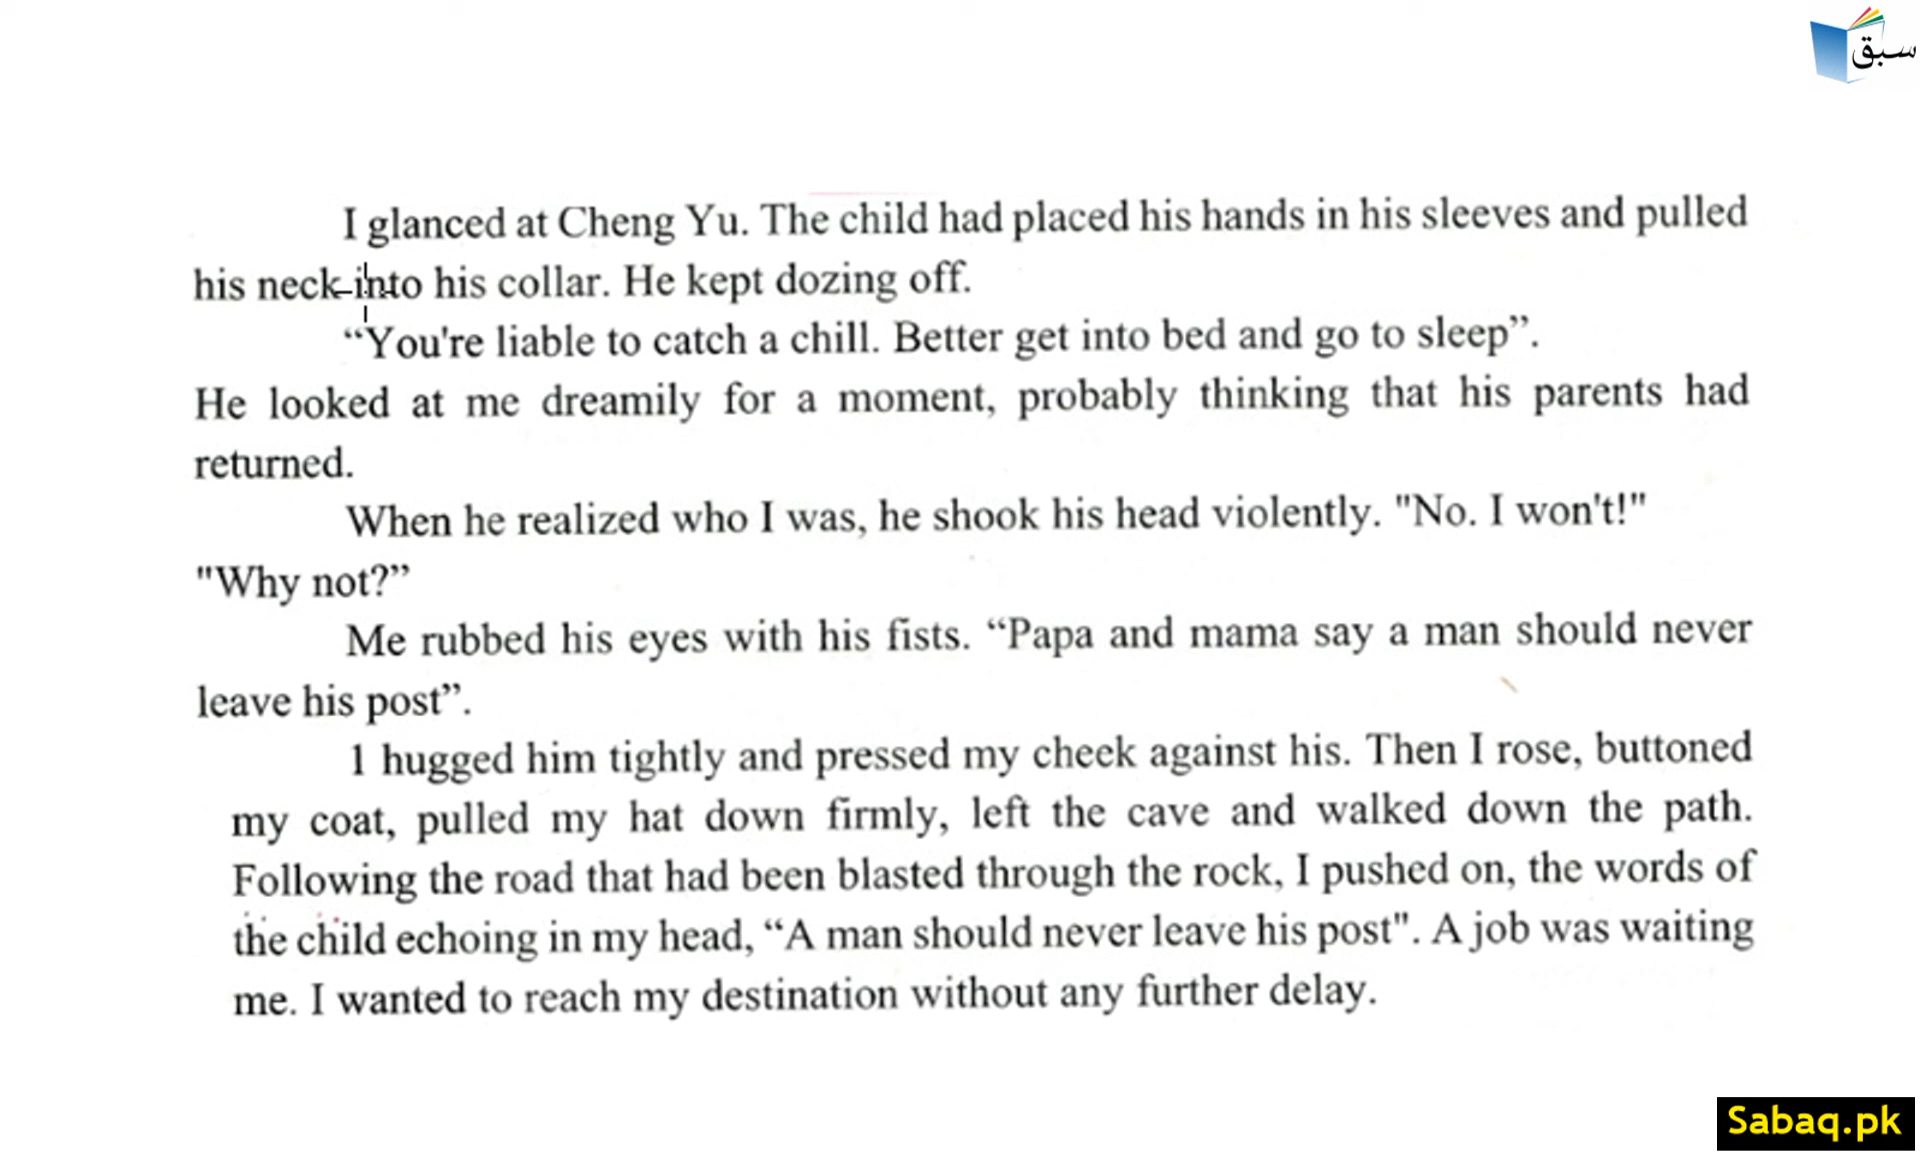 سبق
I glanced at Cheng Yu. The child had placed his hands in his sleeves and pulled
his neck into his collar. He kept dozing off.
“You're liable to catch a chill. Better get into bed and go to sleep”.
He looked at me dreamily for a moment, probably thinking that his parents had
returned.
When he realized who I was, he shook his head violently. "No. I won't!"
"Why not?”
Me rubbed his eyes with his fists. “Papa and mama say a man should never
leave his post”.
1 hugged him tightly and pressed my cheek against his. Then I rose, buttoned
my coat, pulled my hat down firmly, left the cave and walked down the path.
Following the road that had been blasted through the rock, I pushed on, the words of
the child echoing in my head, “A man should never leave his post". A job was waiting
me. I wanted to reach my destination without any further delay.
Sabaq.pk